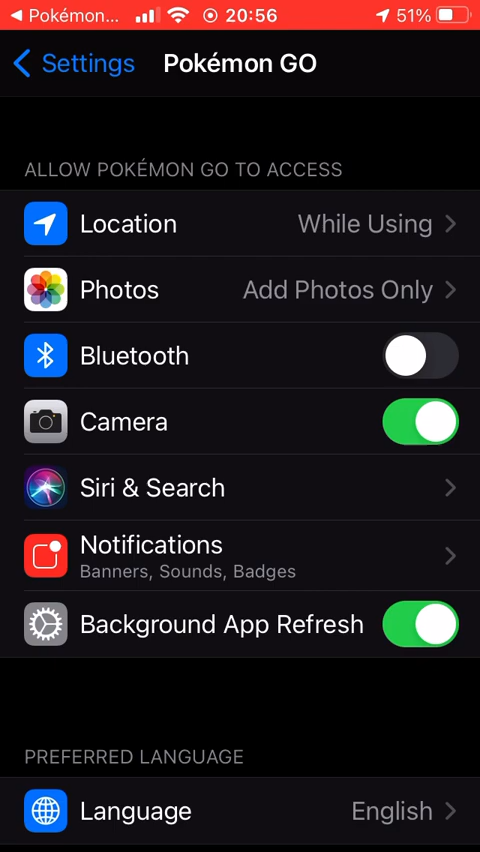 Pokémon... 20:56 51%
Settings Pokémon GO
ALLOW POKÉMON GO TO ACCESS
Location While Using
Photos Add Photos Only
Bluetooth
Camera
Siri & Search
Notifications
Banners, Sounds, Badges
Background App Refresh
PREFERRED LANGUAGE
Language English